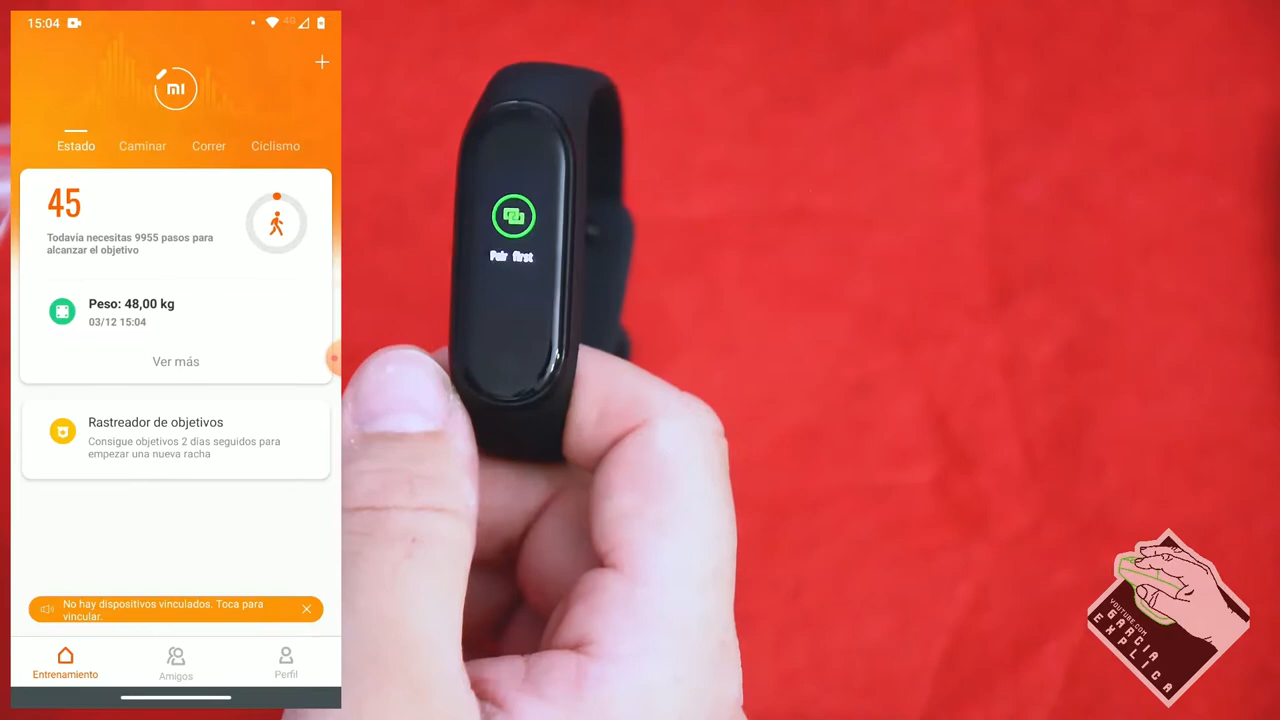 15:04
4G
mi
Estado
Caminar
Correr
Ciclismo
45
Todavía necesitas 9955 pasos para
alcanzar el objetivo
Peso: 48,00 kg
03/12 15:04
Ver más
Rastreador de objetivos
Consigue objetivos 2 días seguidos para
empezar una nueva racha
No hay dispositivos vinculados. Toca para
vincular.
Entrenamiento
Amigos
Perfil
Pair first
YOUTUBE.COM
GARCIA
EXPLICA